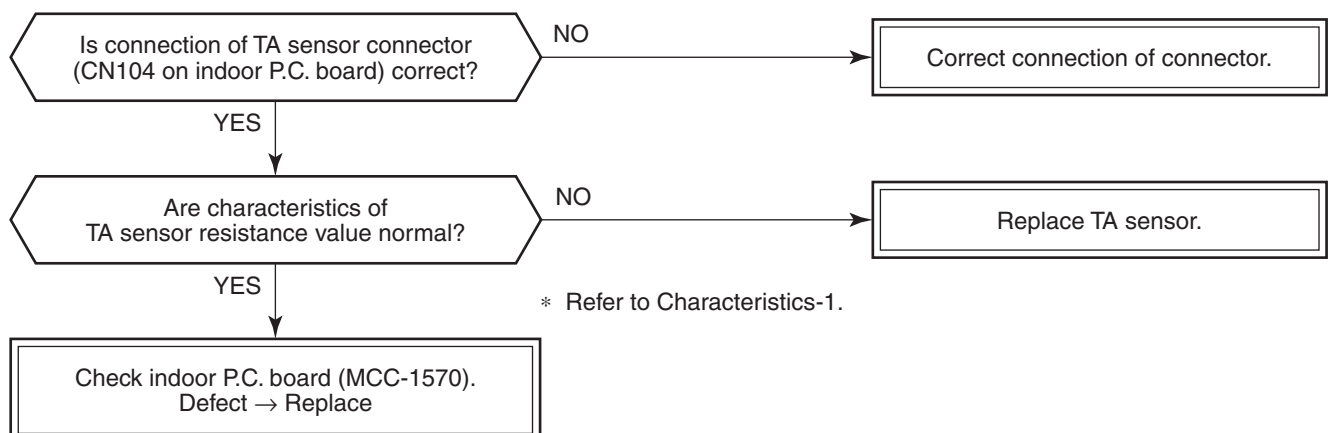 Is connection of TA sensor connector
(CN104 on indoor P.C. board) correct?
NO
Correct connection of connector.
YES
Are characteristics of
TA sensor resistance value normal?
NO
Replace TA sensor.
YES
* Refer to Characteristics-1.
Check indoor P.C. board (MCC-1570).
Defect → Replace